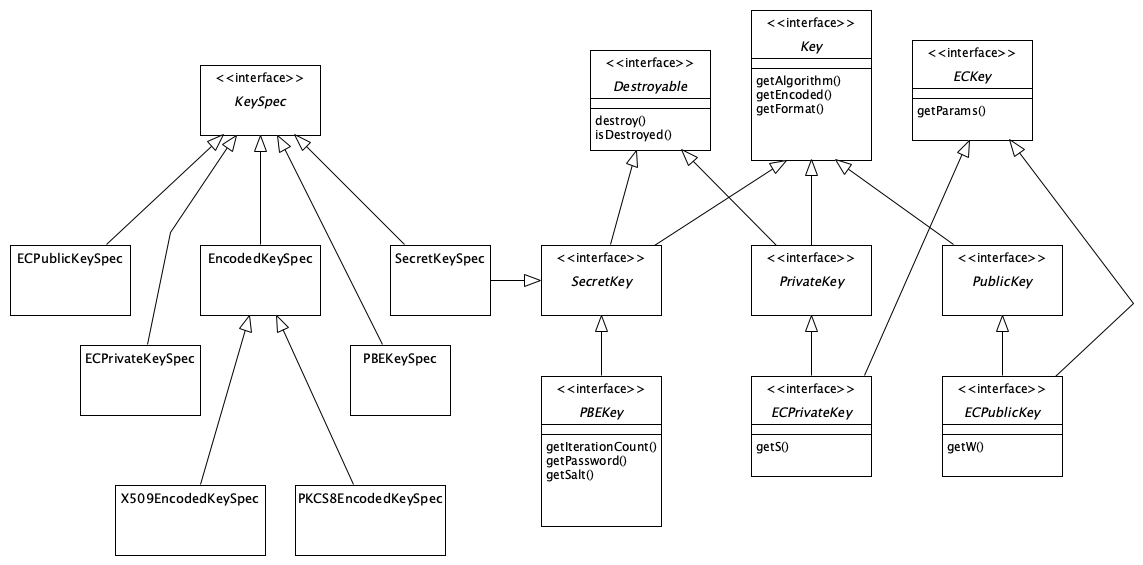 <<interface>>
KeySpec
<<interface>>
Destroyable
destroy()
isDestroyed()
<<interface>>
Key
getAlgorithm()
getEncoded()
getFormat()
<<interface>>
ECKey
getParams()
ECPublicKeySpec
EncodedKeySpec
SecretKeySpec
<<interface>>
SecretKey
<<interface>>
PrivateKey
<<interface>>
PublicKey
ECPrivateKeySpec
PBEKeySpec
<<interface>>
PBEKey
getIterationCount()
getPassword()
getSalt()
<<interface>>
ECPrivateKey
getS()
<<interface>>
ECPublicKey
getW()
X509EncodedKeySpec
PKCS8EncodedKeySpec